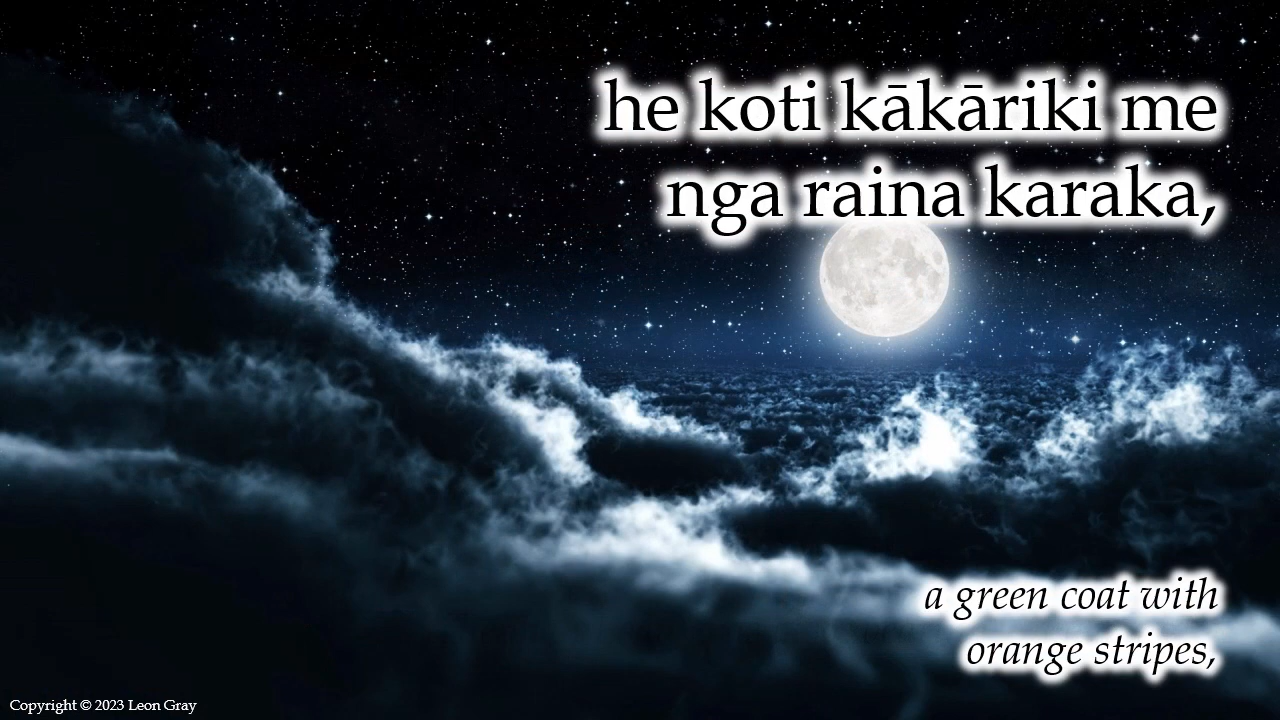 he koti kākāriki me
nga raina karaka,
a green coat with
orange stripes,
Copyright © 2023 Leon Gray